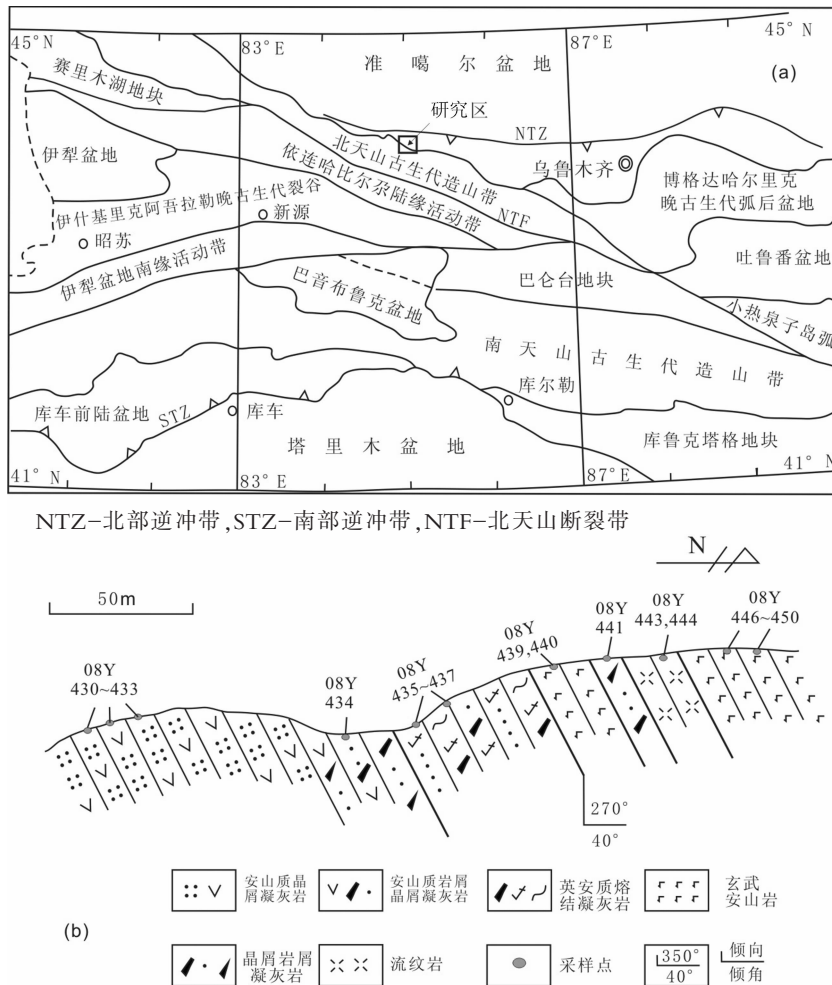 45°N
83°E
87°E
45°N
准噶尔盆地
(a)
赛里木湖地块
研究区
NTZ
伊犁盆地
北天山古生代造山带
乌鲁木齐
依连哈比尔尕陆缘活动带
博格达哈尔里克
晚古生代弧后盆地
伊什基里克阿吾拉勒晚古生代裂谷
新源
NTF
昭苏
吐鲁番盆地
伊犁盆地南缘活动带
巴音布鲁克盆地
巴仑台地块
小热泉子岛弧
南天山古生代造山带
库尔勒
库车前陆盆地
STZ
库车
塔里木盆地
库鲁克塔格地块
41°N
83°E
87°E
41°N
NTZ-北部逆冲带,STZ-南部逆冲带,NTF-北天山断裂带
N
50m
08Y
430~433
08Y
434
08Y
435~437
08Y
439,440
08Y
441
08Y
443,444
08Y
446~450
270°
40°
安山质晶
屑凝灰岩
安山质岩屑
晶屑凝灰岩
英安质熔
结凝灰岩
玄武
安山岩
(b)
晶屑岩屑
凝灰岩
流纹岩
采样点
350°
40°
倾向
倾角